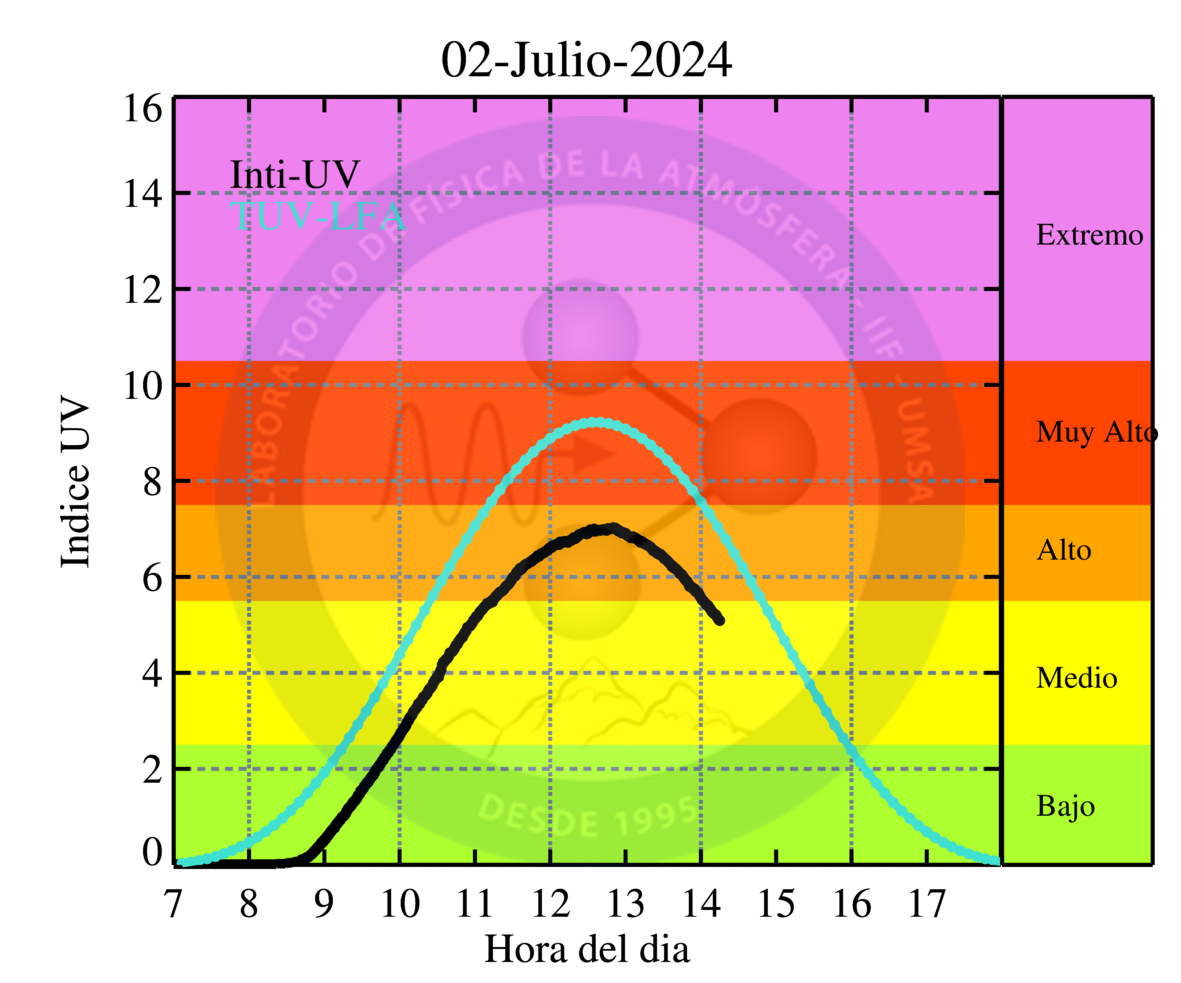 02-Julio-2024
16
14
12
10
8
6
4
2
0
Indice UV
Inti-UV
TUV-LFA
LABORATORIO DE FÍSICA DE LA ATMÓSFERA - IIF - UMSA
DESDE 1995
Extremo
Muy Alto
Alto
Medio
Bajo
7 8 9 10 11 12 13 14 15 16 17
Hora del dia